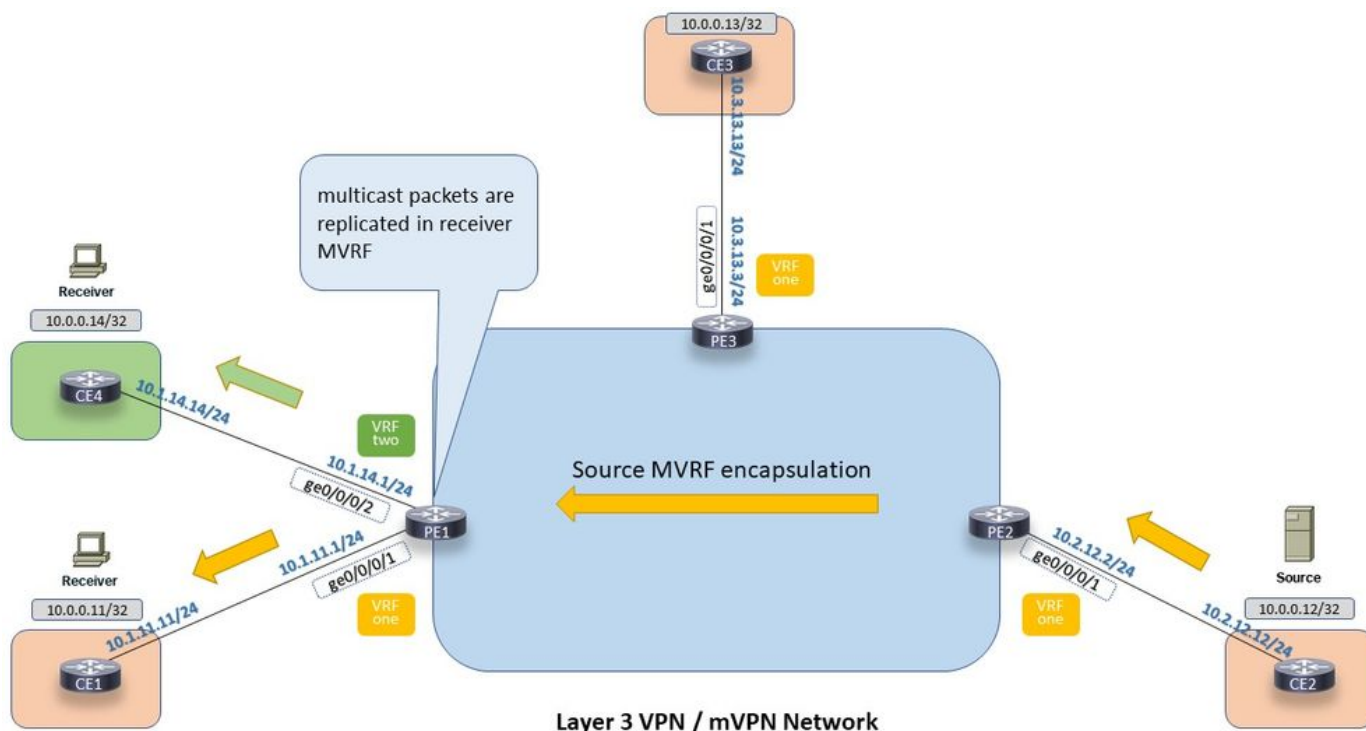 10.0.0.13/32
CE3
10.3.13.13/24
multicast packets are
replicated in receiver
MVRF
ge0/0/0/1
10.3.13.3/24
VRF
one
PE3
Receiver
10.0.0.14/32
CE4
10.1.14.14/24
VRF
two
10.1.14.1/24
ge0/0/0/2
Source MVRF encapsulation
PE1
PE2
10.2.12.2/24
ge0/0/0/1
Source
10.0.0.12/32
Receiver
10.0.0.11/32
10.1.11.1/24
ge0/0/0/1
VRF
one
VRF
one
10.1.11.11/24
10.2.12.12/24
CE1
CE2
Layer 3 VPN / mVPN Network